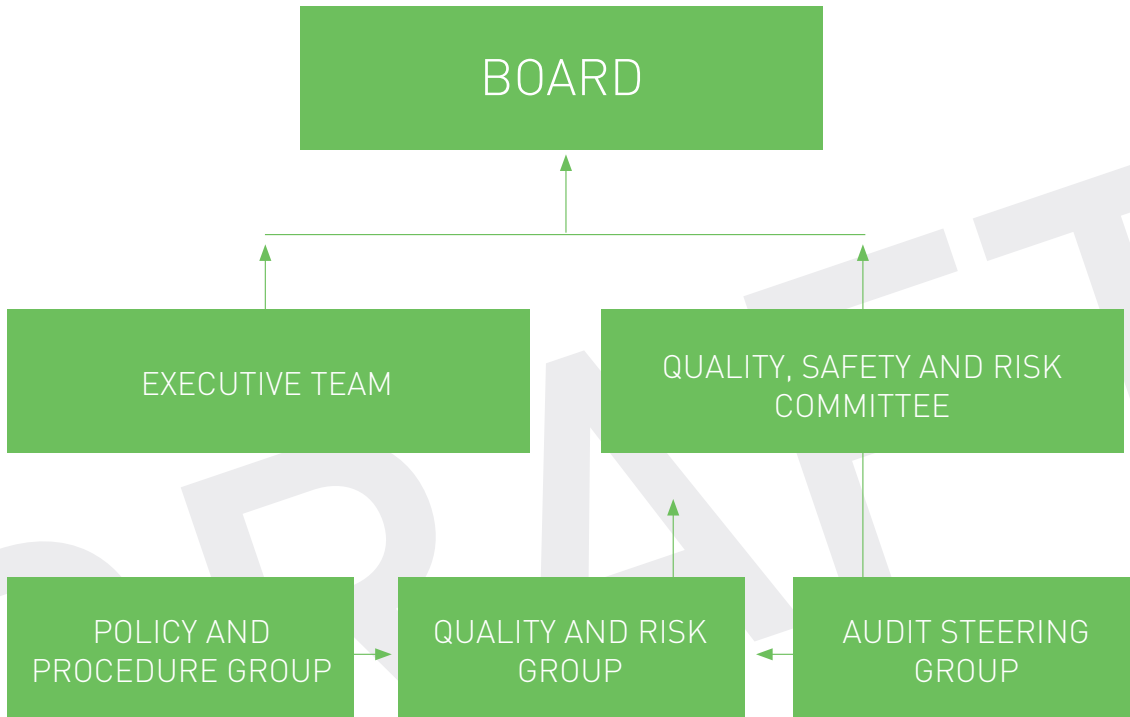 BOARD
EXECUTIVE TEAM
QUALITY, SAFETY AND RISK
COMMITTEE
POLICY AND
PROCEDURE GROUP
QUALITY AND RISK
GROUP
AUDIT STEERING
GROUP
DRAFT